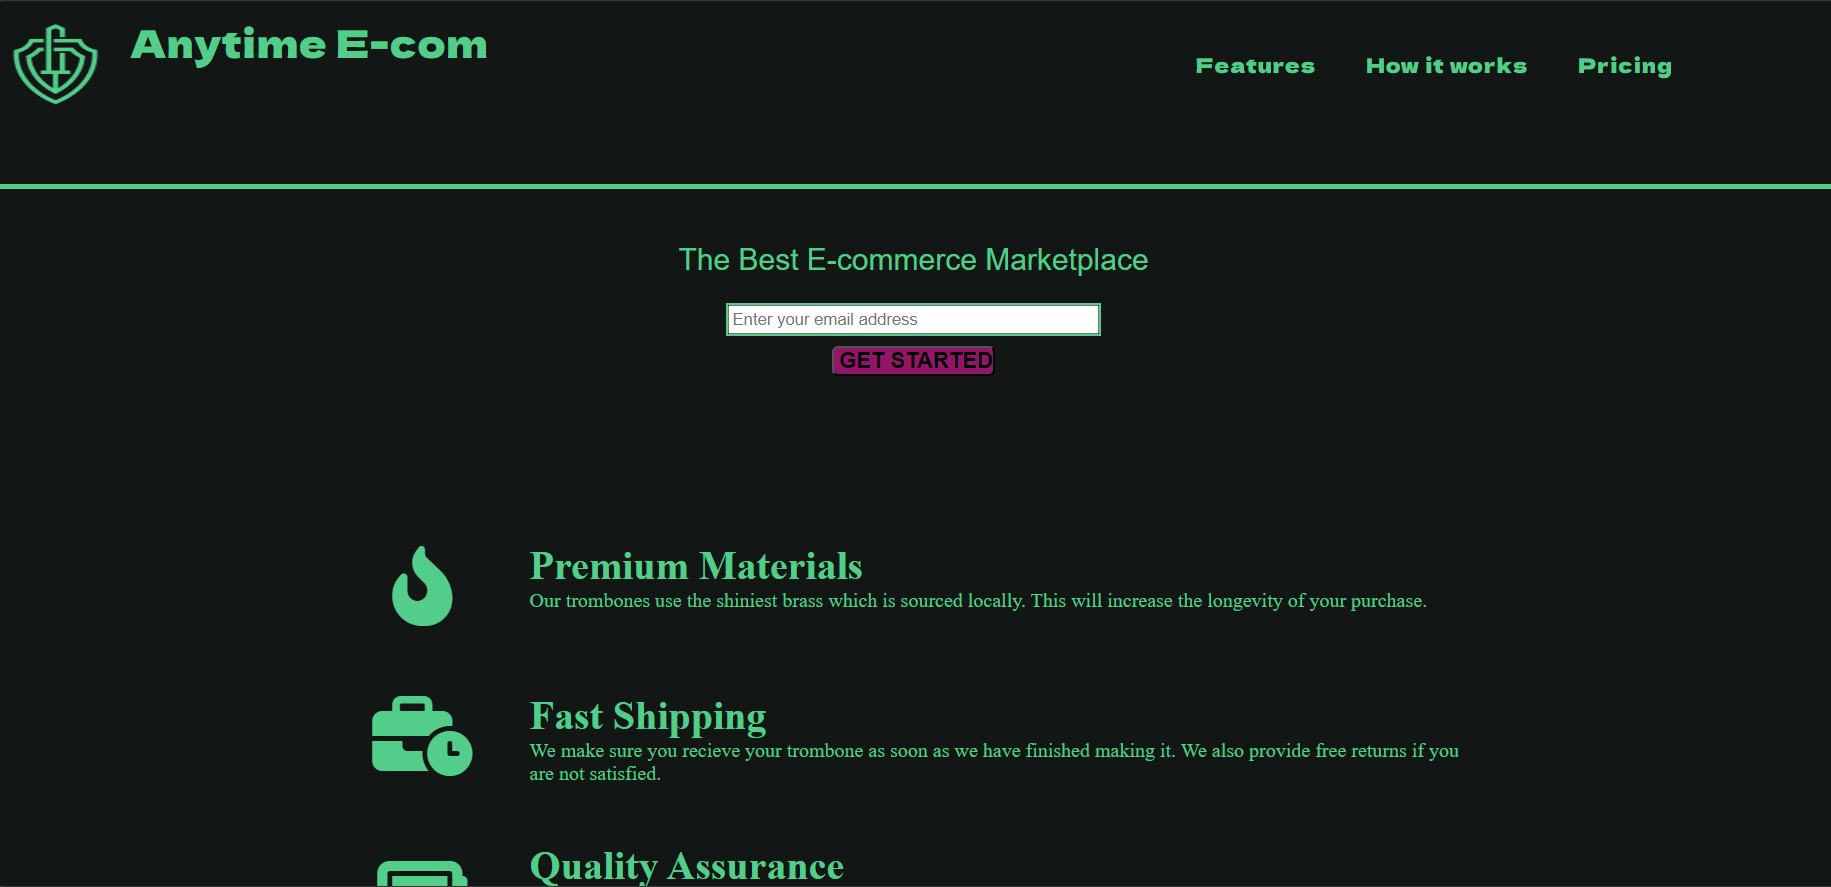 Anytime E-com
Features
How it works
Pricing
The Best E-commerce Marketplace
Enter your email address
GET STARTED
Premium Materials
Our trombones use the shiniest brass which is sourced locally. This will increase the longevity of your purchase.
Fast Shipping
We make sure you recieve your trombone as soon as we have finished making it. We also provide free returns if you
are not satisfied.
Quality Assurance